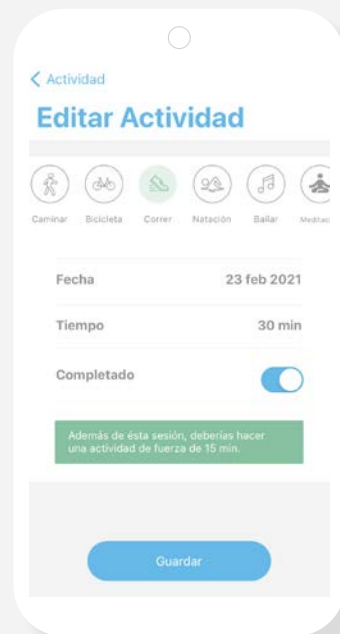 Actividad
Editar Actividad
Caminar Bicicleta Correr Natación Bailar Meditac
Fecha 23 feb 2021
Tiempo 30 min
Completado
Además de ésta sesión, deberías hacer
una actividad de fuerza de 15 min.
Guardar